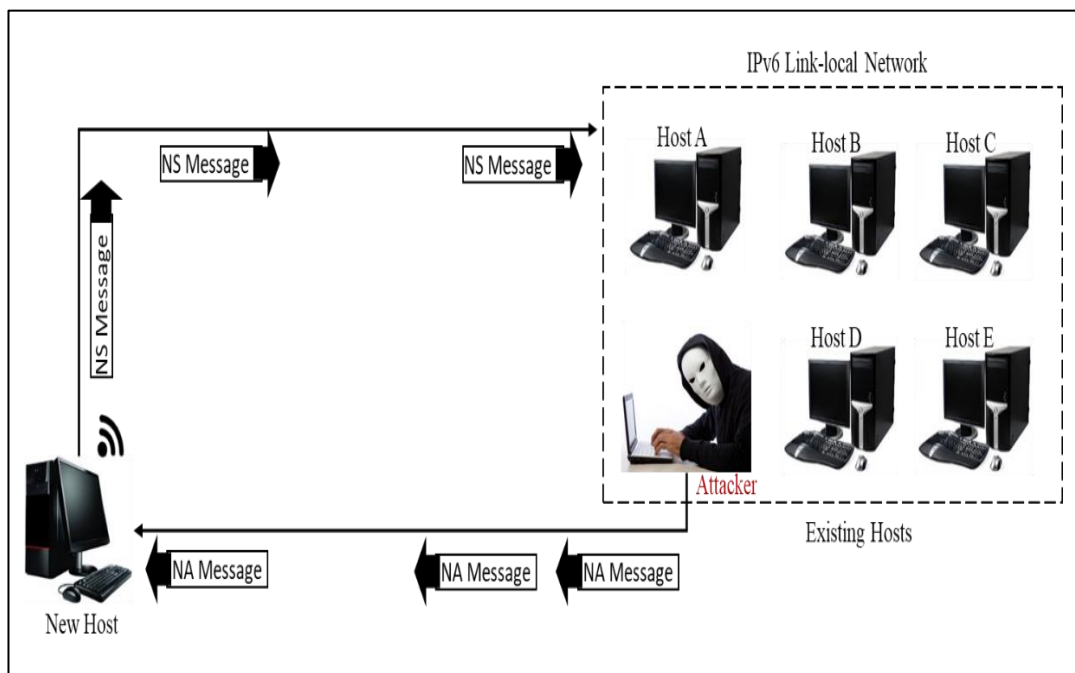 IPv6 Link-local Network
Host A
Host B
Host C
NS Message
NS Message
NS Message
Host D
Host E
Attacker
Existing Hosts
NA Message
NA Message
NA Message
New Host